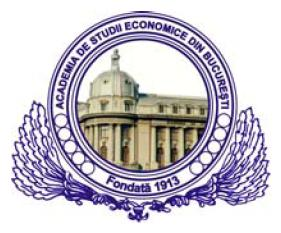 ACADEMIA DE STUDII ECONOMICE DIN BUCUREȘTI
Fondată 1913